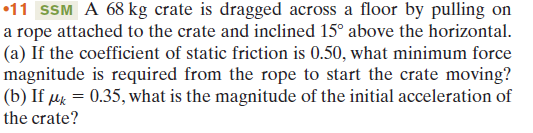 •11 SSM A 68 kg crate is dragged across a floor by pulling on
a rope attached to the crate and inclined 15° above the horizontal.
(a) If the coefficient of static friction is 0.50, what minimum force
magnitude is required from the rope to start the crate moving?
(b) If μk = 0.35, what is the magnitude of the initial acceleration of
the crate?